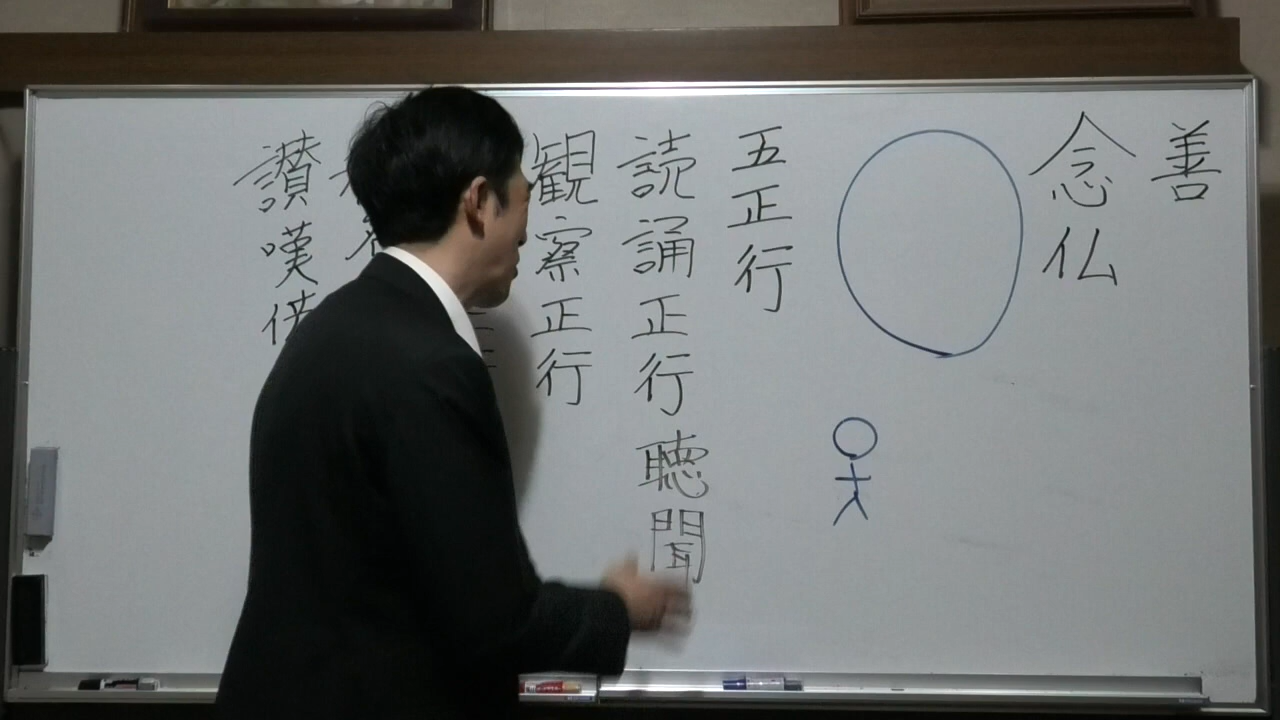 善
念仏
五正行
読誦正行 聴聞
観察正行
讃嘆供